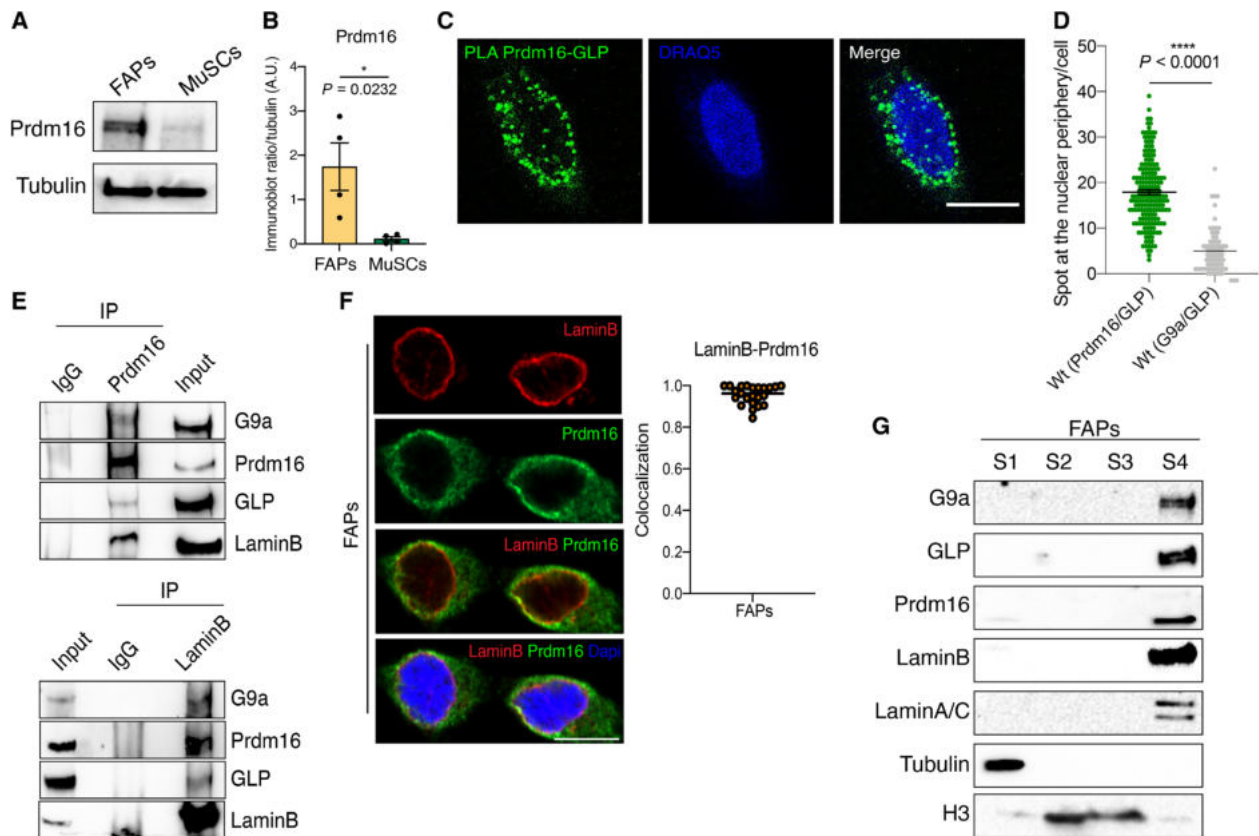 A
FAPs
MuSCs
Prdm16
Tubulin
B
Prdm16
*
P = 0.0232
Immunoblot ratio/tubulin (A.U.)
4
3
2
1
0
FAPs
MuSCs
C
PLA Prdm16-GLP
DRAQ5
Merge
D
****
P < 0.0001
Spot at the nuclear periphery/cell
50
40
30
20
10
0
Wt (Prdm16/GLP)
Wt (G9a/GLP)
E
IP
IgG
Prdm16
Input
G9a
Prdm16
GLP
LaminB
IP
Input
IgG
LaminB
G9a
Prdm16
GLP
LaminB
F
FAPs
LaminB
Prdm16
LaminB Prdm16
LaminB Prdm16 Dapi
LaminB-Prdm16
Colocalization
1.0
0.8
0.6
0.4
0.2
0.0
FAPs
G
FAPs
S1 S2 S3 S4
G9a
GLP
Prdm16
LaminB
LaminA/C
Tubulin
H3